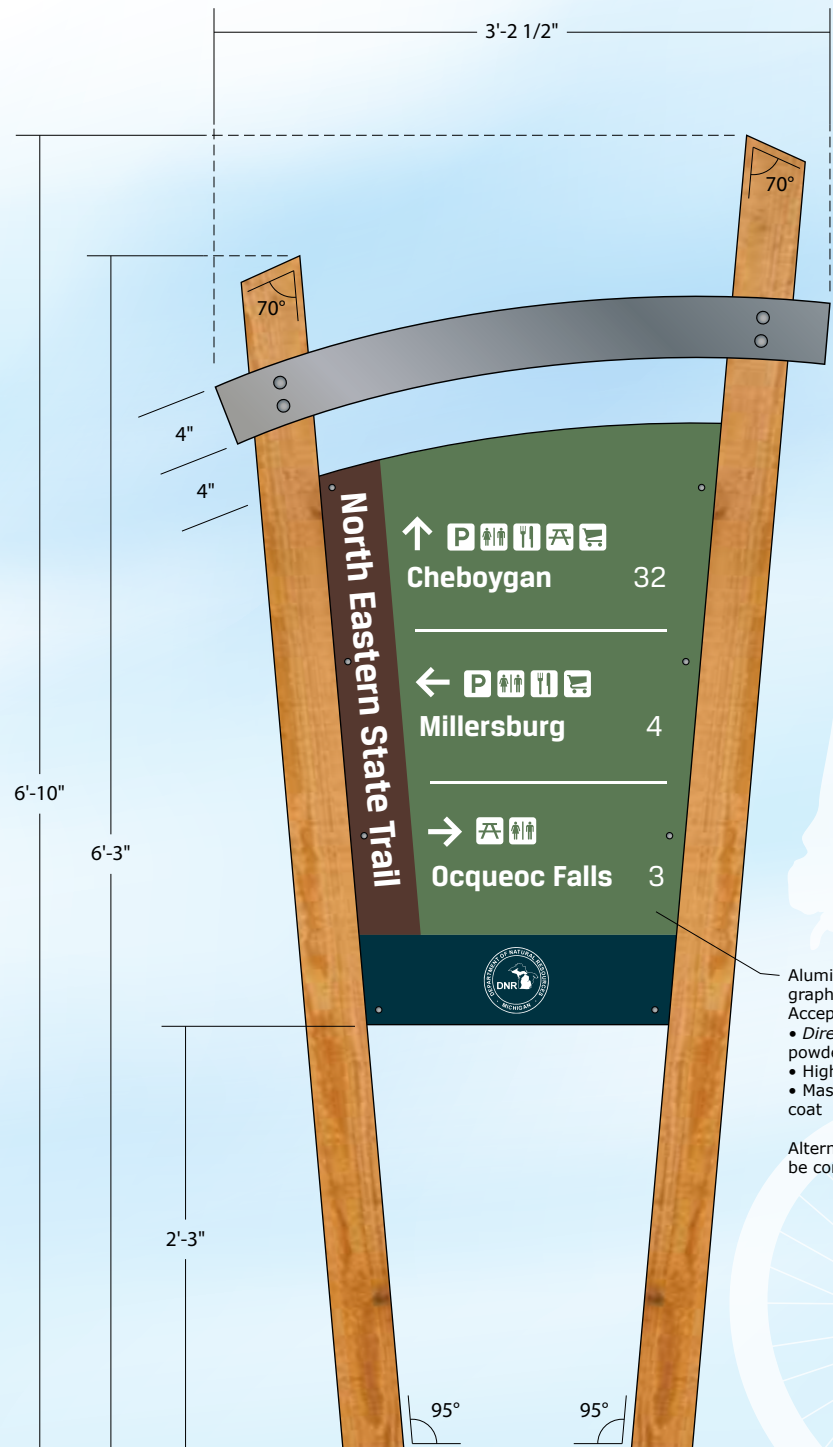 3'-2 1/2"
70°
70°
4"
4"
North Eastern State Trail
P
Cheboygan 32
P
Millersburg 4
6'-10"
6'-3"
Ocqueoc Falls 3
DEPARTMENT OF NATURAL RESOURCES
DNR
MICHIGAN
Alumi
graph
Accep
• Dire
powde
• High
• Mas
coat
Altern
be cor
2'-3"
95°
95°